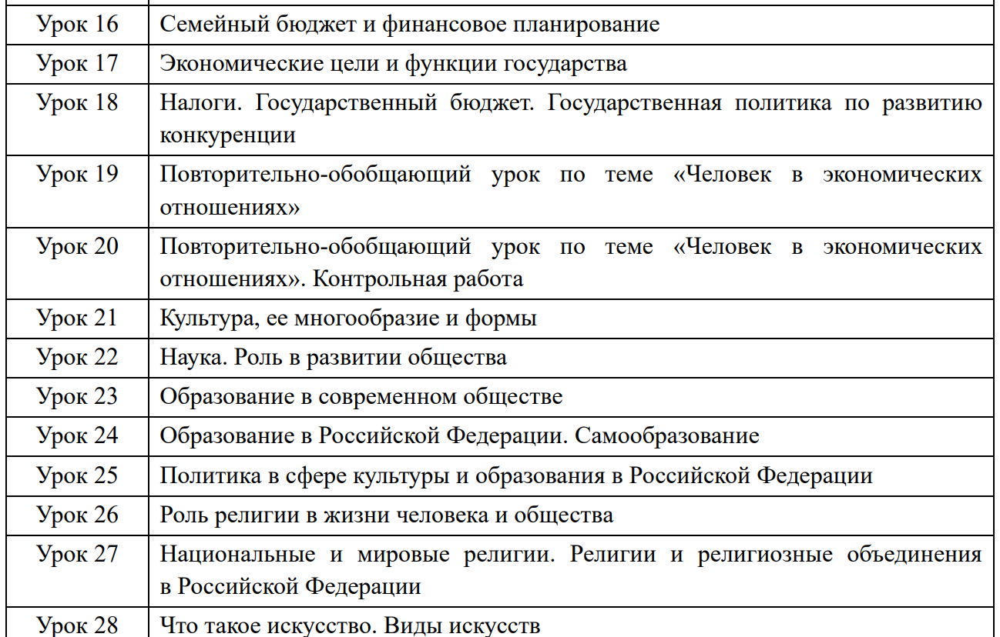 Урок 16 Семейный бюджет и финансовое планирование
Урок 17 Экономические цели и функции государства
Урок 18 Налоги. Государственный бюджет. Государственная политика по развитию
конкуренции
Урок 19 Повторительно-обобщающий урок по теме «Человек в экономических
отношениях»
Урок 20 Повторительно-обобщающий урок по теме «Человек в экономических
отношениях». Контрольная работа
Урок 21 Культура, ее многообразие и формы
Урок 22 Наука. Роль в развитии общества
Урок 23 Образование в современном обществе
Урок 24 Образование в Российской Федерации. Самообразование
Урок 25 Политика в сфере культуры и образования в Российской Федерации
Урок 26 Роль религии в жизни человека и общества
Урок 27 Национальные и мировые религии. Религии и религиозные объединения
в Российской Федерации
Урок 28 Что такое искусство. Виды искусств